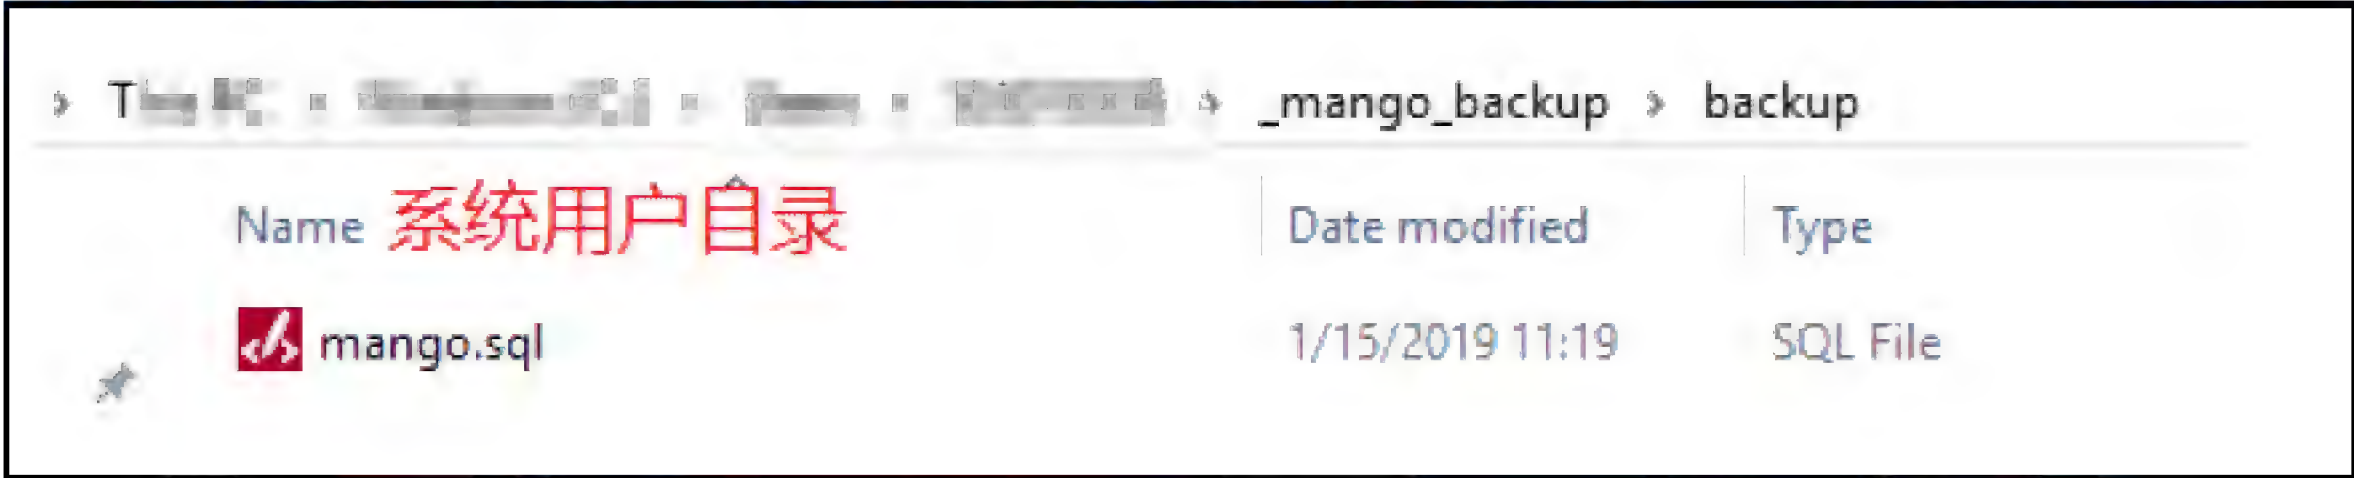 _mango_backup > backup
Name 系统用户目录 Date modified Type
mango.sql 1/15/2019 11:19 SQL File